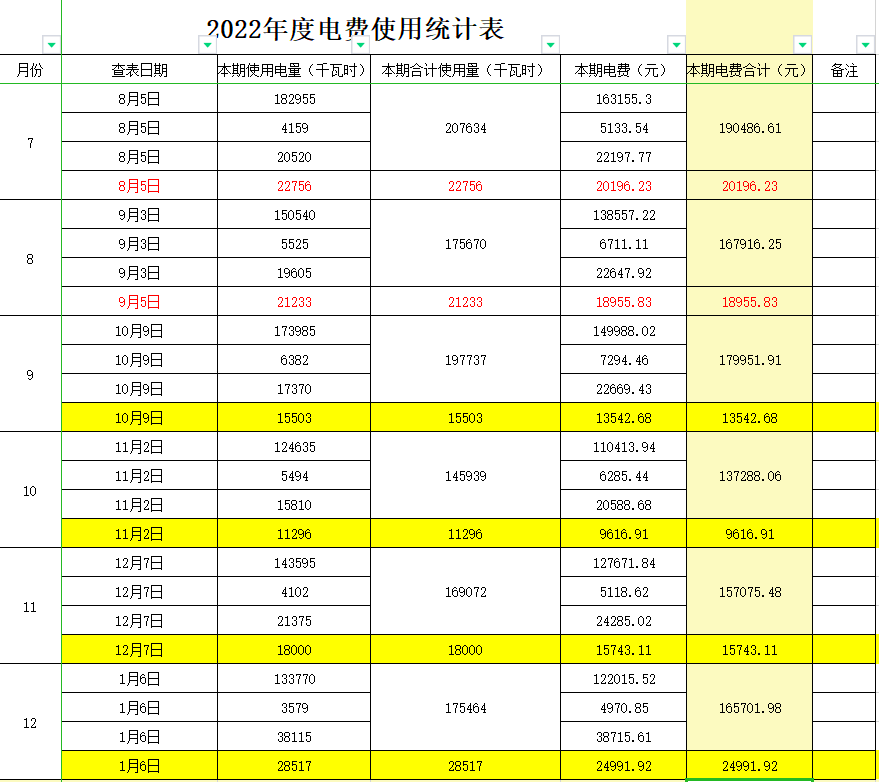 2022年度电费使用统计表
月份 查表日期 本期使用电量（千瓦时） 本期合计使用量（千瓦时） 本期电费（元） 本期电费合计（元） 备注
7 8月5日 182955 207634 163155.3 190486.61
8月5日 4159 5133.54
8月5日 20520 22197.77
8月5日 22756 22756 20196.23 20196.23
8 9月3日 150540 175670 138557.22 167916.25
9月3日 5525 6711.11
9月3日 19605 22647.92
9月5日 21233 21233 18955.83 18955.83
9 10月9日 173985 197737 149988.02 179951.91
10月9日 6382 7294.46
10月9日 17370 22669.43
10月9日 15503 15503 13542.68 13542.68
10 11月2日 124635 145939 110413.94 137288.06
11月2日 5494 6285.44
11月2日 15810 20588.68
11月2日 11296 11296 9616.91 9616.91
11 12月7日 143595 169072 127671.84 157075.48
12月7日 4102 5118.62
12月7日 21375 24285.02
12月7日 18000 18000 15743.11 15743.11
12 1月6日 133770 175464 122015.52 165701.98
1月6日 3579 4970.85
1月6日 38115 38715.61
1月6日 28517 28517 24991.92 24991.92